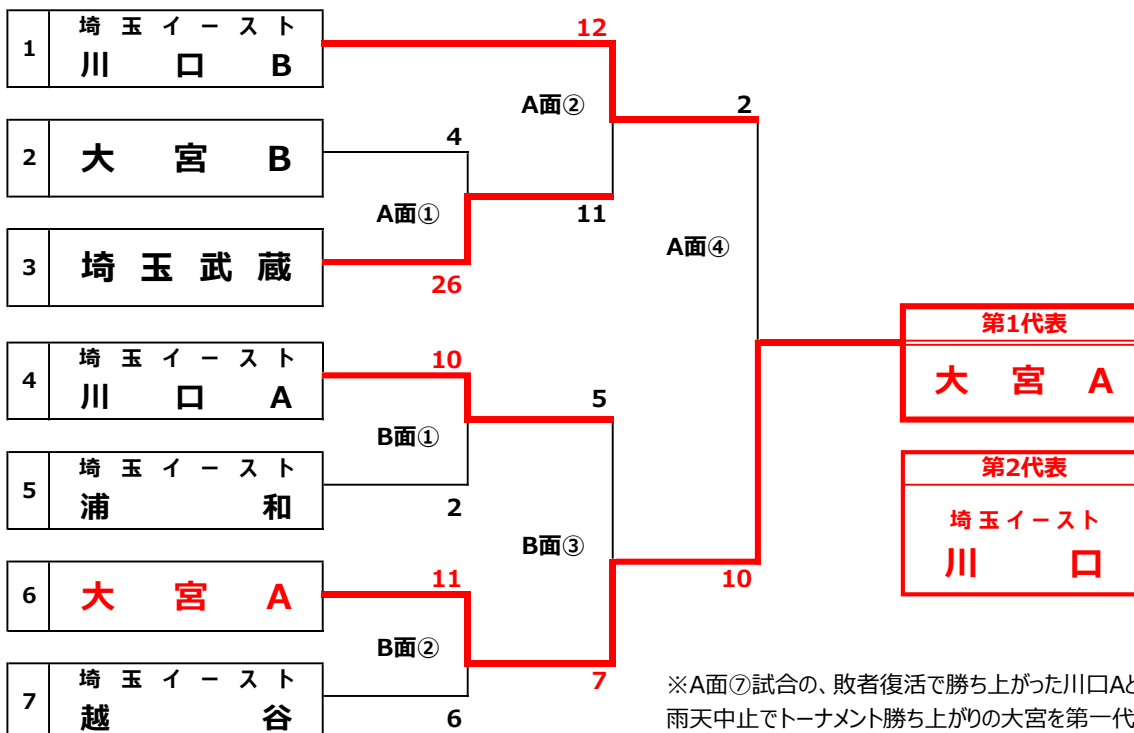 1
埼玉イースト
川口B
12
A面②
2
2
大宮B
4
A面①
11
3
埼玉武蔵
26
A面④
第1代表
大宮A
4
埼玉イースト
川口A
10
5
B面①
5
埼玉イースト
浦和
2
第2代表
埼玉イースト
川口
B面③
6
大宮A
11
10
B面②
7
7
埼玉イースト
越谷
6
※A面⑦試合の、敗者復活で勝ち上がった川口Aと
雨天中止でトーナメント勝ち上がりの大宮を第一代